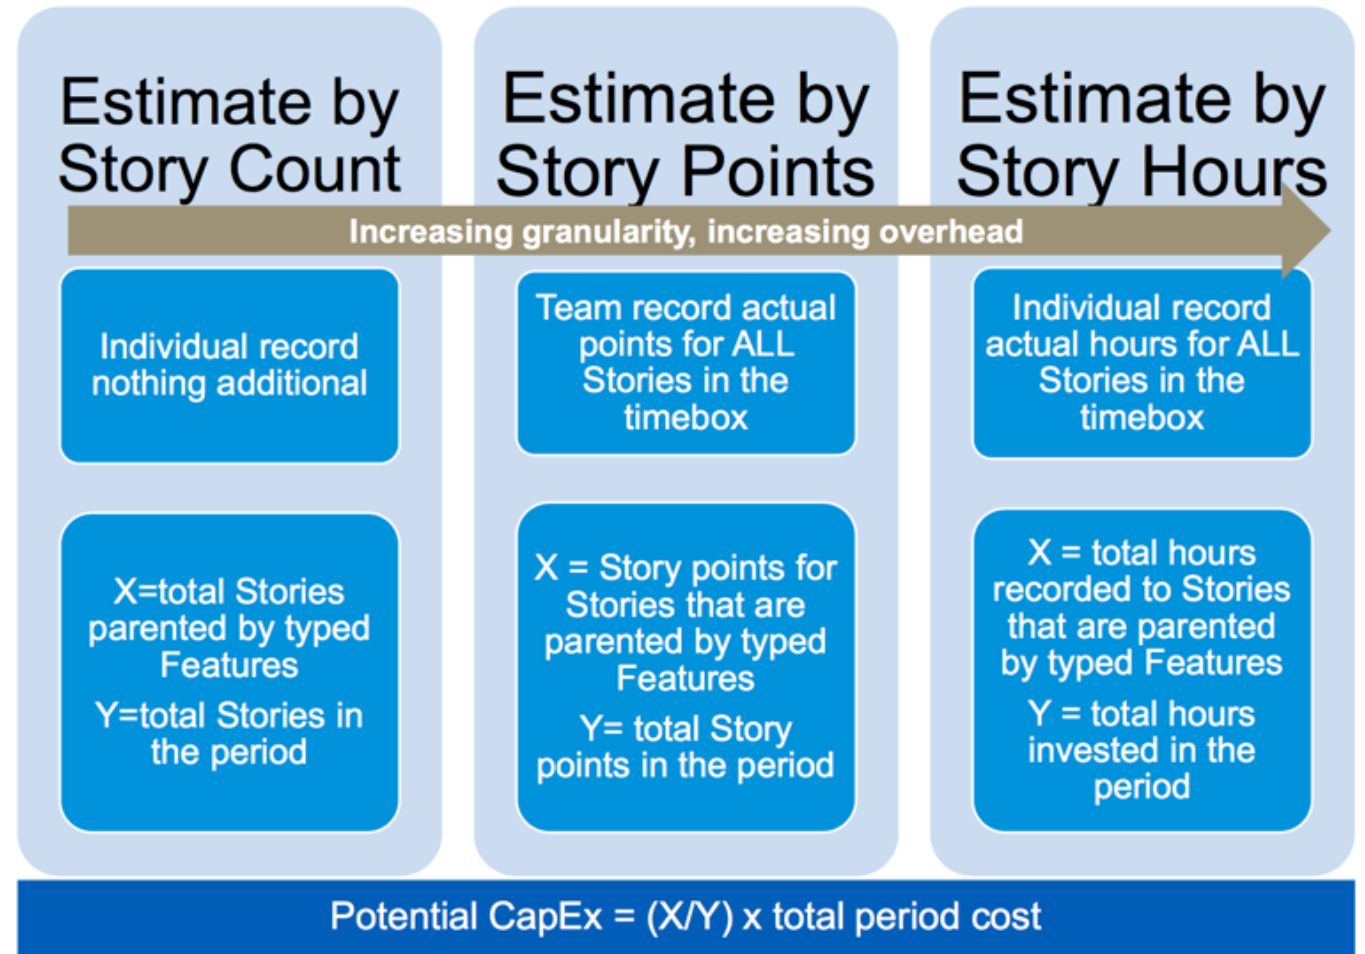 Estimate by
Story Count
Estimate by
Story Points
Estimate by
Story Hours
Increasing granularity, increasing overhead
Individual record
nothing additional
Team record actual
points for ALL
Stories in the
timebox
Individual record
actual hours for ALL
Stories in the
timebox
X=total Stories
parented by typed
Features
Y=total Stories in
the period
X = Story points for
Stories that are
parented by typed
Features
Y= total Story
points in the period
X = total hours
recorded to Stories
that are parented
by typed Features
Y = total hours
invested in the
period
Potential CapEx = (X/Y) x total period cost